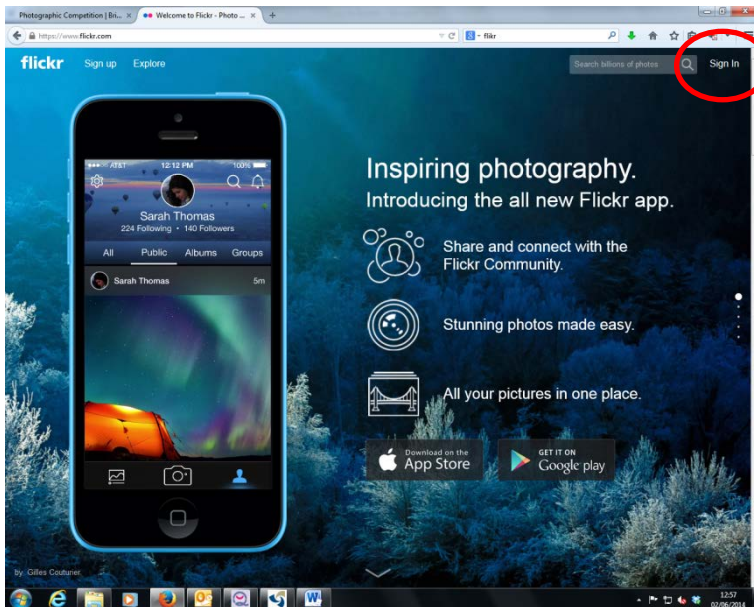 Photographic Competition | Bri...
Welcome to Flickr - Photo ...
https://www.flickr.com
flikr
flickr
Sign up
Explore
Search billions of photos
Sign In
AT&T
12:12 PM
100%
Sarah Thomas
224 Following • 140 Followers
All
Public
Albums
Groups
Sarah Thomas
5m
Inspiring photography.
Introducing the all new Flickr app.
Share and connect with the
Flickr Community.
Stunning photos made easy.
All your pictures in one place.
Download on the
App Store
GET IT ON
Google play
by: Gilles Couturier
12:57